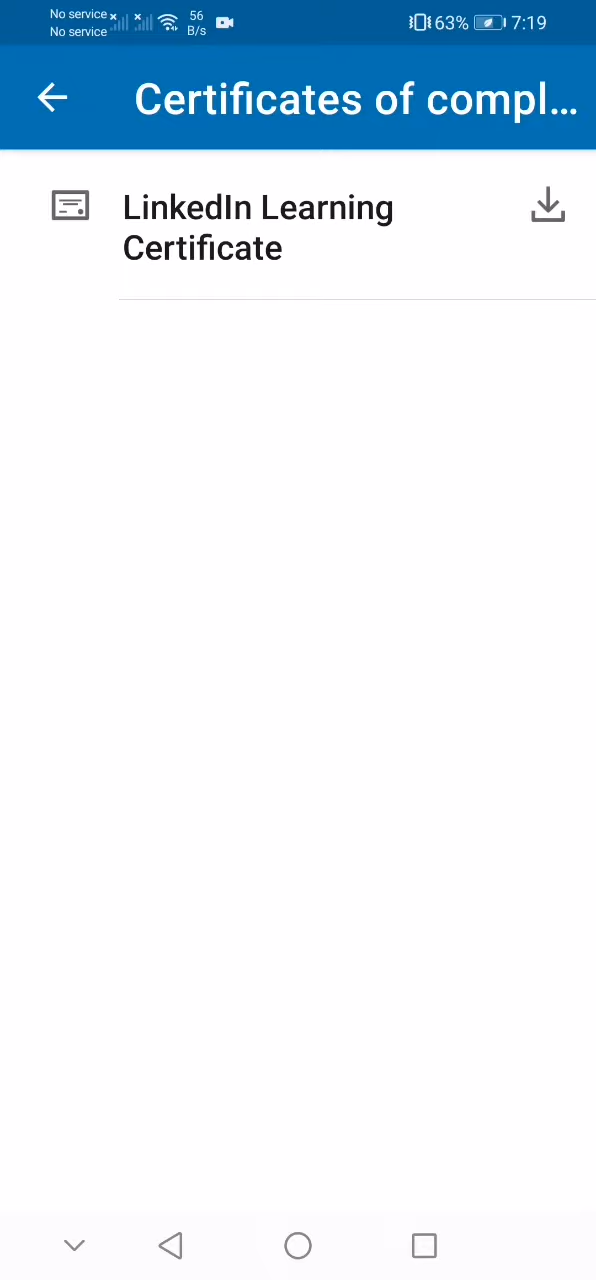 No service
No service
56
B/s
63%
7:19
Certificates of compl...
LinkedIn Learning
Certificate